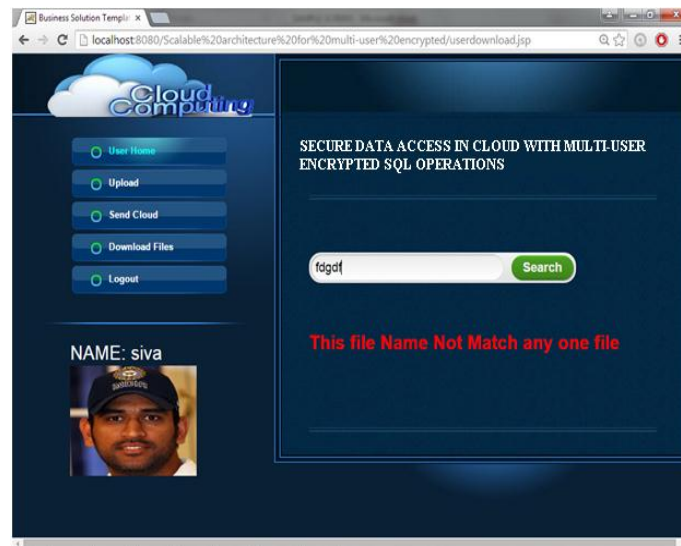 Business Solution Templa
localhost:8080/Scalable%20architecture%20for%20multi-user%20encrypted/userdownload.jsp
Cloud
Computing
User Home
Upload
Send Cloud
Download Files
Logout
NAME: siva
SECURE DATA ACCESS IN CLOUD WITH MULTI-USER
ENCRYPTED SQL OPERATIONS
fdgdf
Search
This file Name Not Match any one file